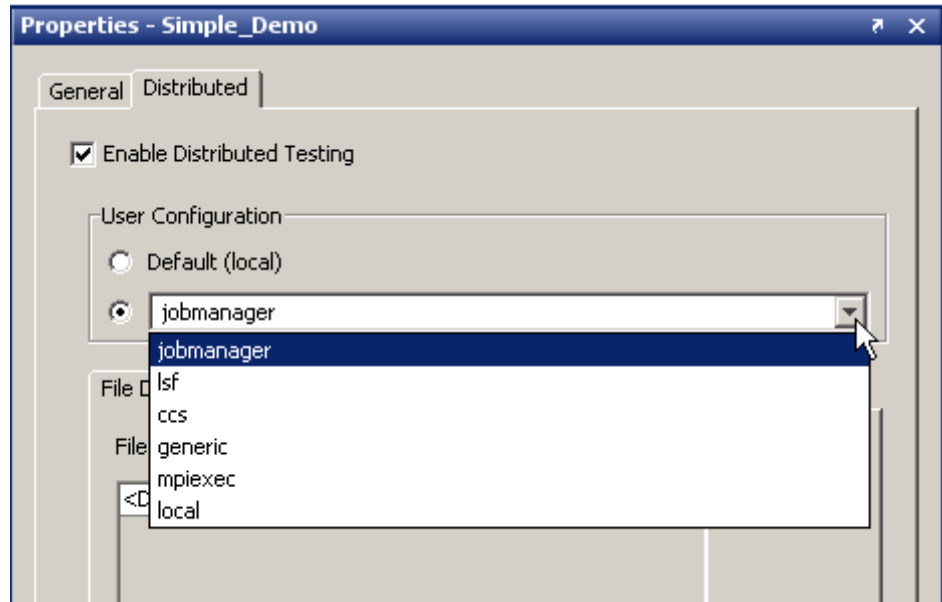 Properties - Simple_Demo
General Distributed
Enable Distributed Testing
User Configuration
Default (local)
jobmanager
jobmanager
lsf
File
ccs
File generic
mpiexec
local